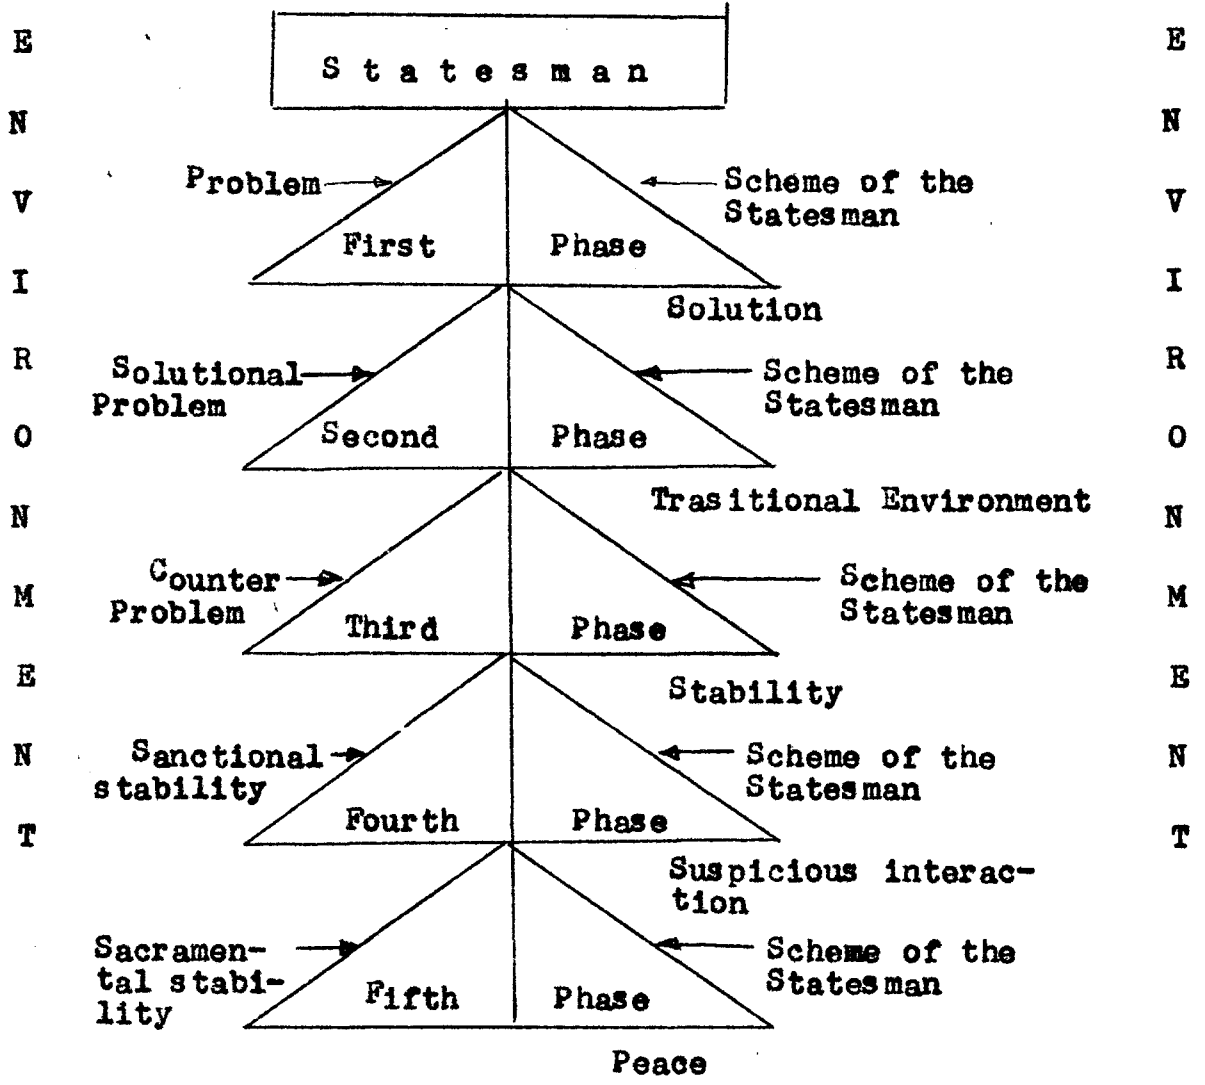 S t a t e s m a n
E N V I R O N M E N T
Problem
Scheme of the
Statesman
First Phase
Solution
Solutional
Problem
Scheme of the
Statesman
Second Phase
Trasitional Environment
Counter
Problem
Scheme of the
Statesman
Third Phase
Stability
Sanctional
stability
Scheme of the
Statesman
Fourth Phase
Suspicious interac-
tion
Sacramen-
tal stabi-
lity
Scheme of the
Statesman
Fifth Phase
Peace
E N V I R O N M E N T